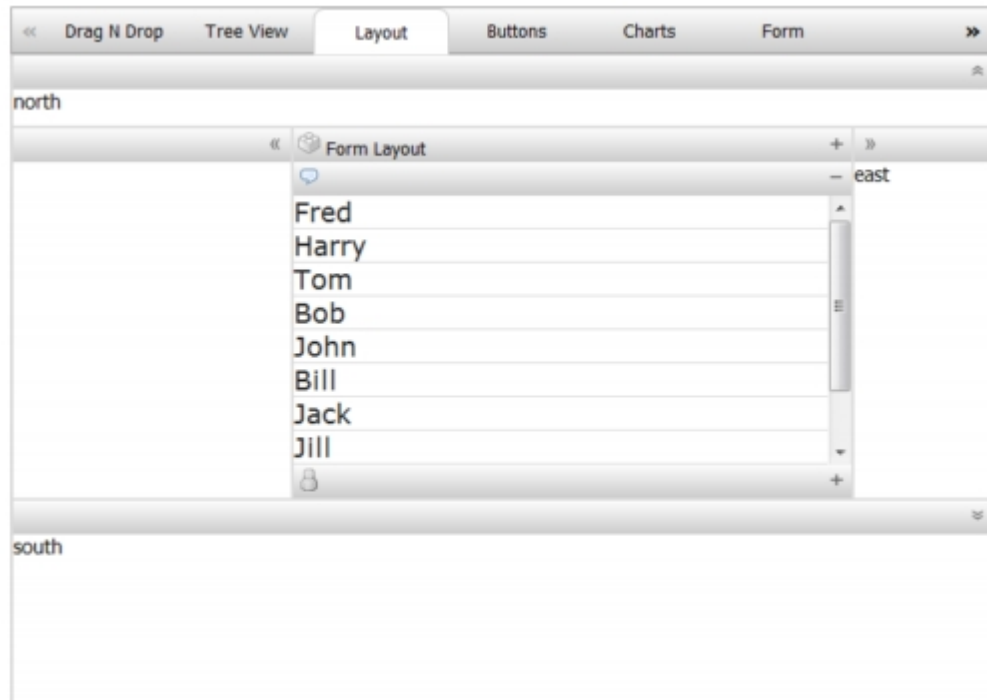 Drag N Drop Tree View Layout Buttons Charts Form
north
Form Layout
east
Fred
Harry
Tom
Bob
John
Bill
Jack
Jill
south